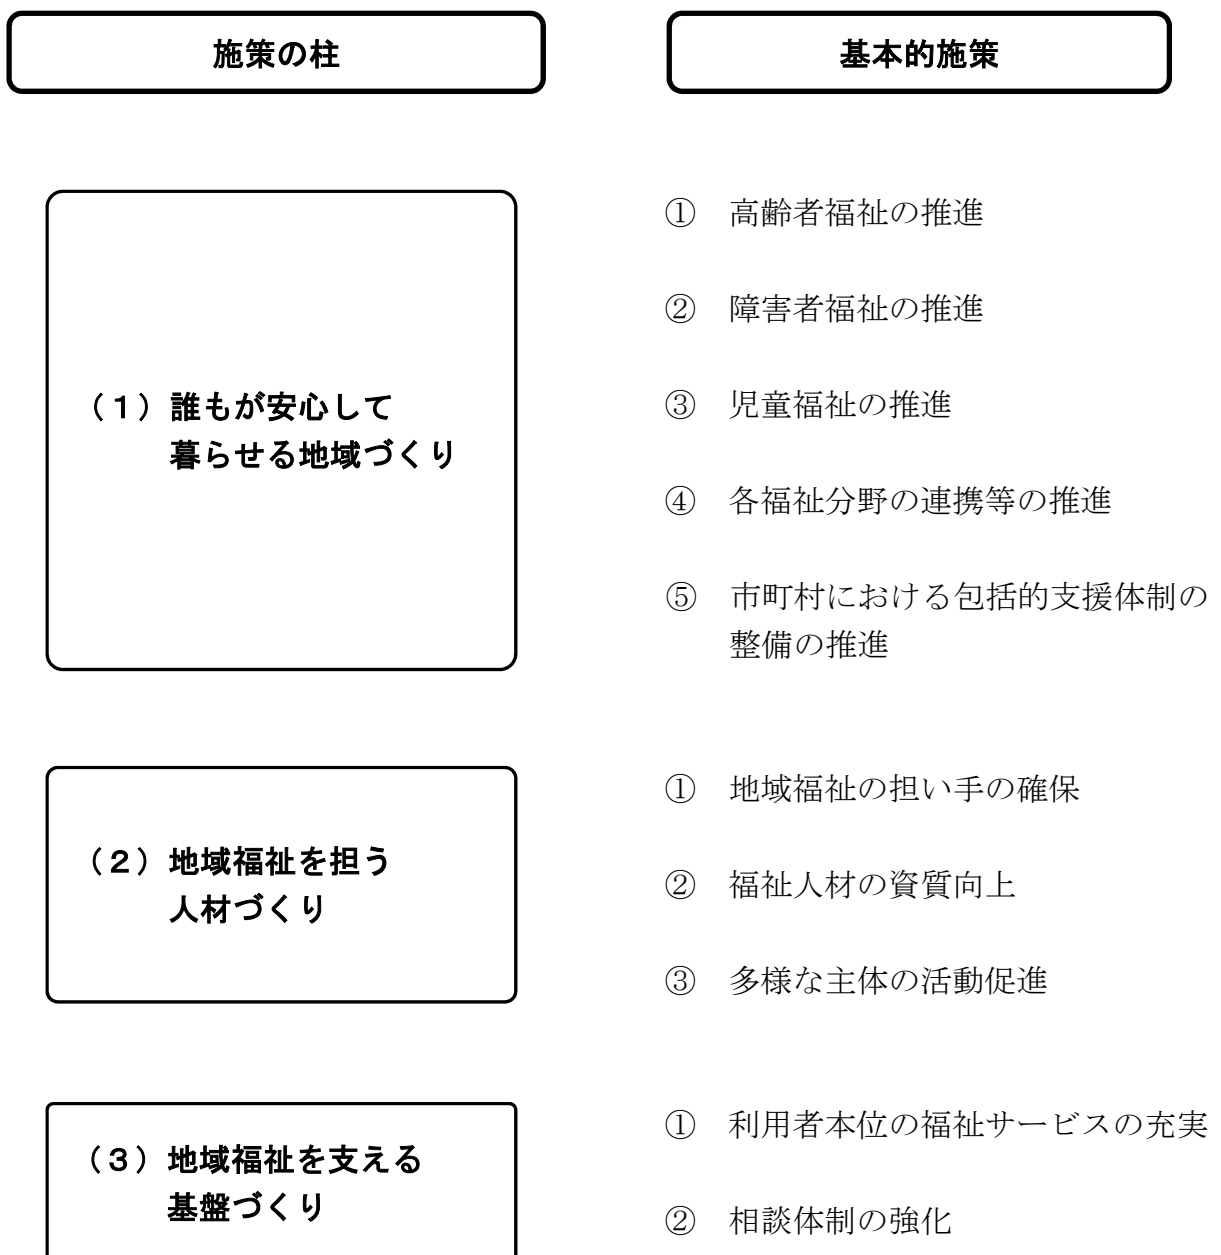 施策の柱
基本的施策
（１）誰もが安心して
暮らせる地域づくり
① 高齢者福祉の推進
② 障害者福祉の推進
③ 児童福祉の推進
④ 各福祉分野の連携等の推進
⑤ 市町村における包括的支援体制の
整備の推進
（２）地域福祉を担う
人材づくり
① 地域福祉の担い手の確保
② 福祉人材の資質向上
③ 多様な主体の活動促進
（３）地域福祉を支える
基盤づくり
① 利用者本位の福祉サービスの充実
② 相談体制の強化